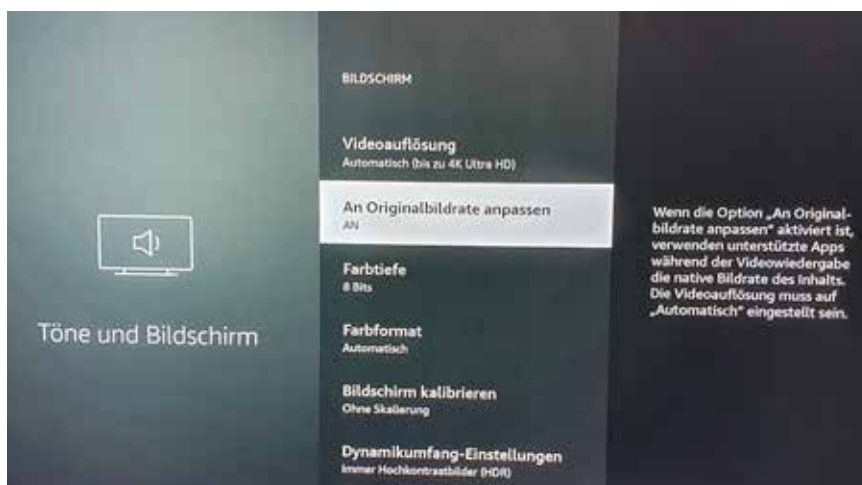 BILDSCHIRM
Videoauflösung
Automatisch (bis zu 4K Ultra HD)
An Originalbildrate anpassen
AN
Farbtiefe
8 Bits
Farbformat
Automatisch
Bildschirm kalibrieren
Ohne Skalierung
Dynamikumfang-Einstellungen
Immer Hochkontrastbilder (HDR)
Töne und Bildschirm
Wenn die Option „An Original-
bildrate anpassen“ aktiviert ist,
verwenden unterstützte Apps
während der Videowiedergabe
die native Bildrate des Inhalts.
Die Videoauflösung muss auf
„Automatisch“ eingestellt sein.